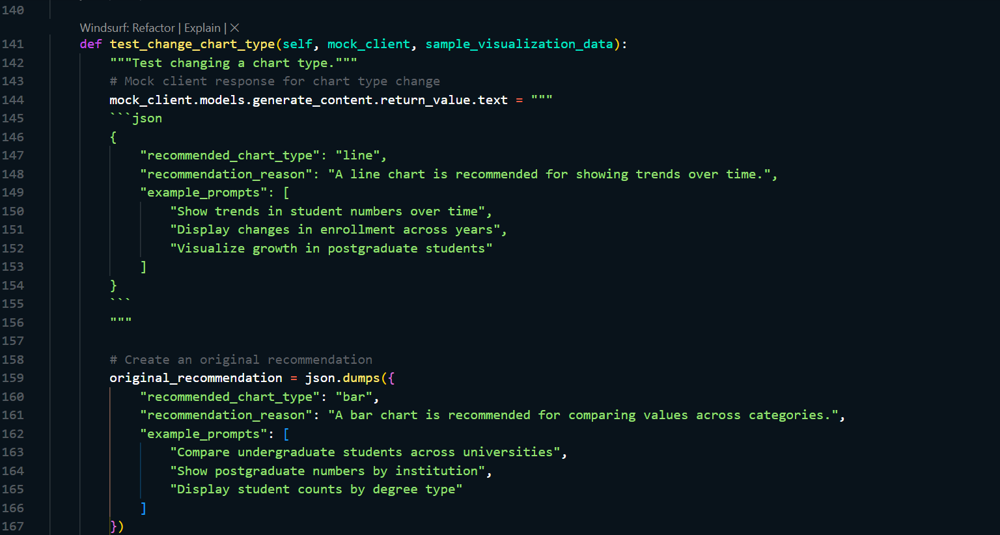 140
Windsurf: Refactor | Explain | ×
141 def test_change_chart_type(self, mock_client, sample_visualization_data):
142 """Test changing a chart type."""
143 # Mock client response for chart type change
144 mock_client.models.generate_content.return_value.text = """
145 ```json
146 {
147 "recommended_chart_type": "line",
148 "recommendation_reason": "A line chart is recommended for showing trends over time.",
149 "example_prompts": [
150 "Show trends in student numbers over time",
151 "Display changes in enrollment across years",
152 "Visualize growth in postgraduate students"
153 ]
154 }
155 ```
156 """
157
158 # Create an original recommendation
159 original_recommendation = json.dumps({
160 "recommended_chart_type": "bar",
161 "recommendation_reason": "A bar chart is recommended for comparing values across categories.",
162 "example_prompts": [
163 "Compare undergraduate students across universities",
164 "Show postgraduate numbers by institution",
165 "Display student counts by degree type"
166 ]
167 })